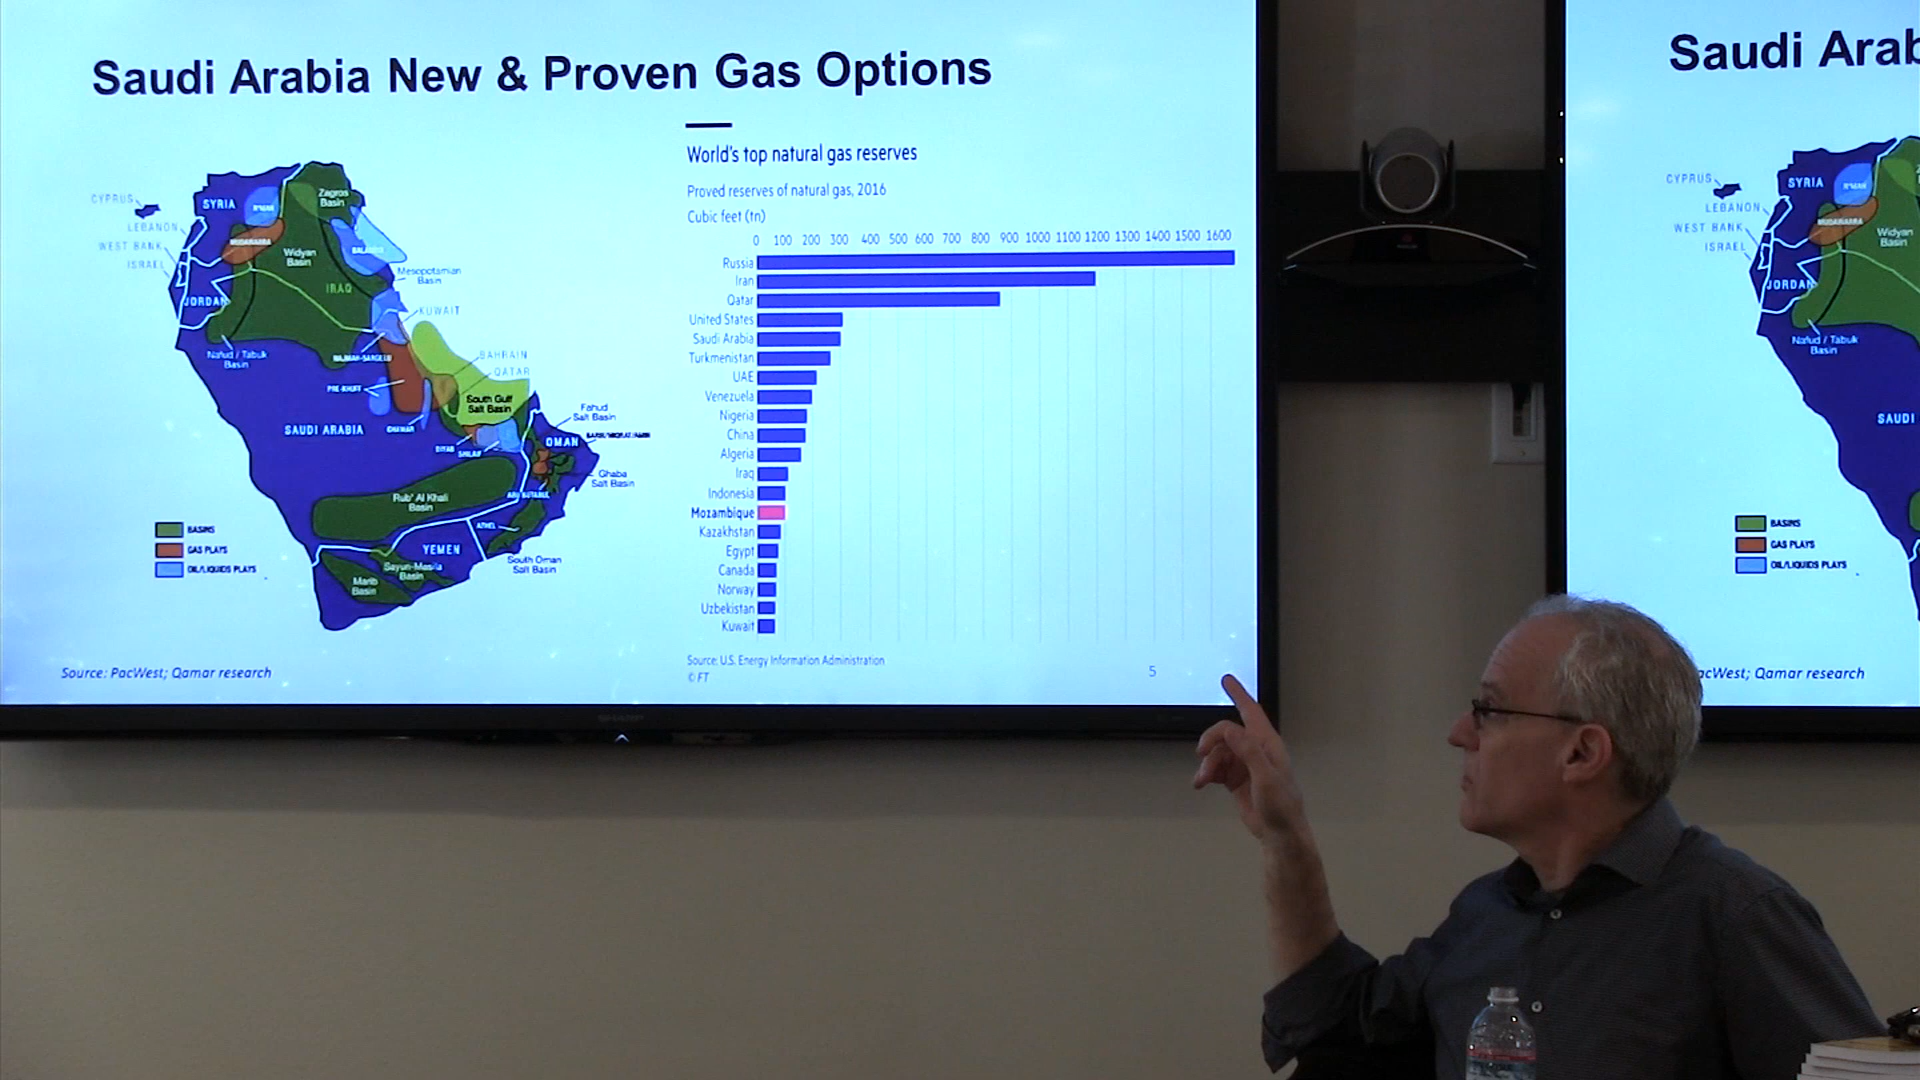 Saudi Arabia New & Proven Gas Options
CYPRUS
LEBANON
WEST BANK
ISRAEL
SYRIA
JORDAN
Zagros
Basin
Widyan
Basin
IRAQ
Mesopotamian
Basin
KUWAIT
Nafud / Tabuk
Basin
PRE-KHUFF
BAHRAIN
QATAR
South Gulf
Salt Basin
SAUDI ARABIA
Fahud
Salt Basin
OMAN
SHILAIF
Ghaba
Salt Basin
Rub' Al Khali
Basin
ATHEL
YEMEN
Sayun-Masila
Basin
Marib
Basin
South Oman
Salt Basin
BASINS
GAS PLAYS
OIL/LIQUIDS PLAYS
Source: PacWest; Qamar research
World's top natural gas reserves
Proved reserves of natural gas, 2016
Cubic feet (tn)
0 100 200 300 400 500 600 700 800 900 1000 1100 1200 1300 1400 1500 1600
Russia
Iran
Qatar
United States
Saudi Arabia
Turkmenistan
UAE
Venezuela
Nigeria
China
Algeria
Iraq
Indonesia
Mozambique
Kazakhstan
Egypt
Canada
Norway
Uzbekistan
Kuwait
Source: U.S. Energy Information Administration
© FT
5
SHARP
Saudi Arab
CYPRUS
LEBANON
WEST BANK
ISRAEL
SYRIA
JORDAN
Widyan
Basin
Nafud / Tabuk
Basin
SAUDI
BASINS
GAS PLAYS
OIL/LIQUIDS PLAYS
acWest; Qamar research